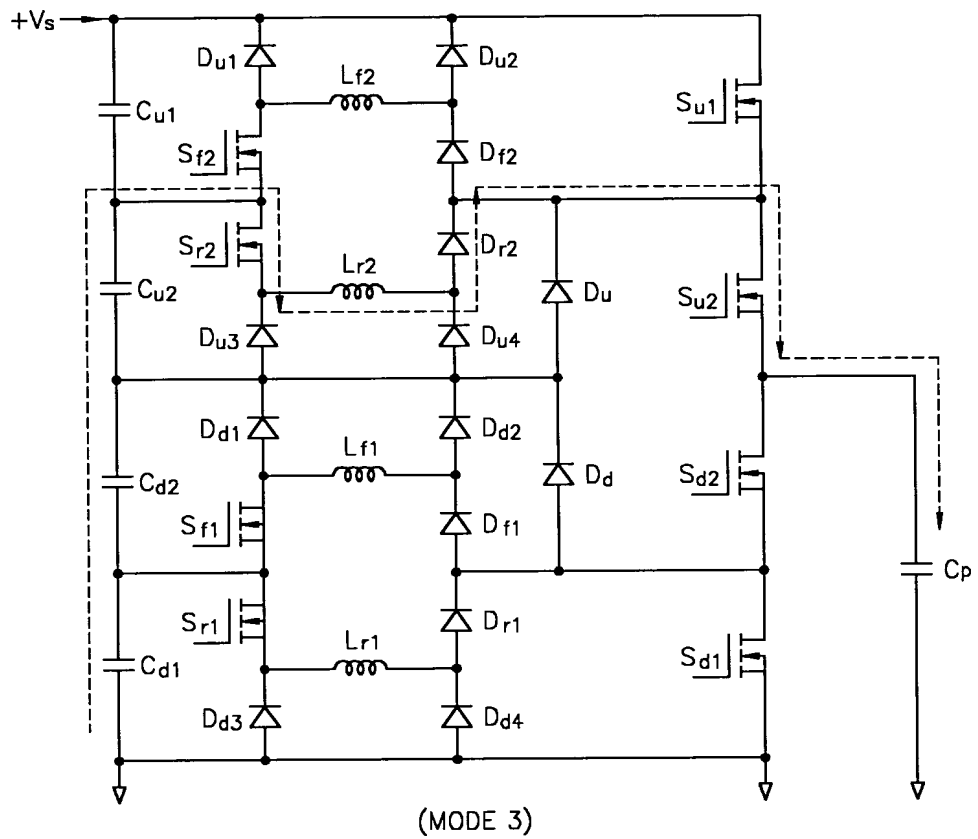 +Vs
Du1
Lf2
Du2
Su1
Cu1
Sf2
Df2
Sr2
Dr2
Lr2
Cu2
Du
Su2
Du3
Du4
Dd1
Lf1
Dd2
Cd2
Dd
Sd2
Sf1
Df1
Cp
Sr1
Dr1
Lr1
Sd1
Cd1
Dd3
Dd4
(MODE 3)